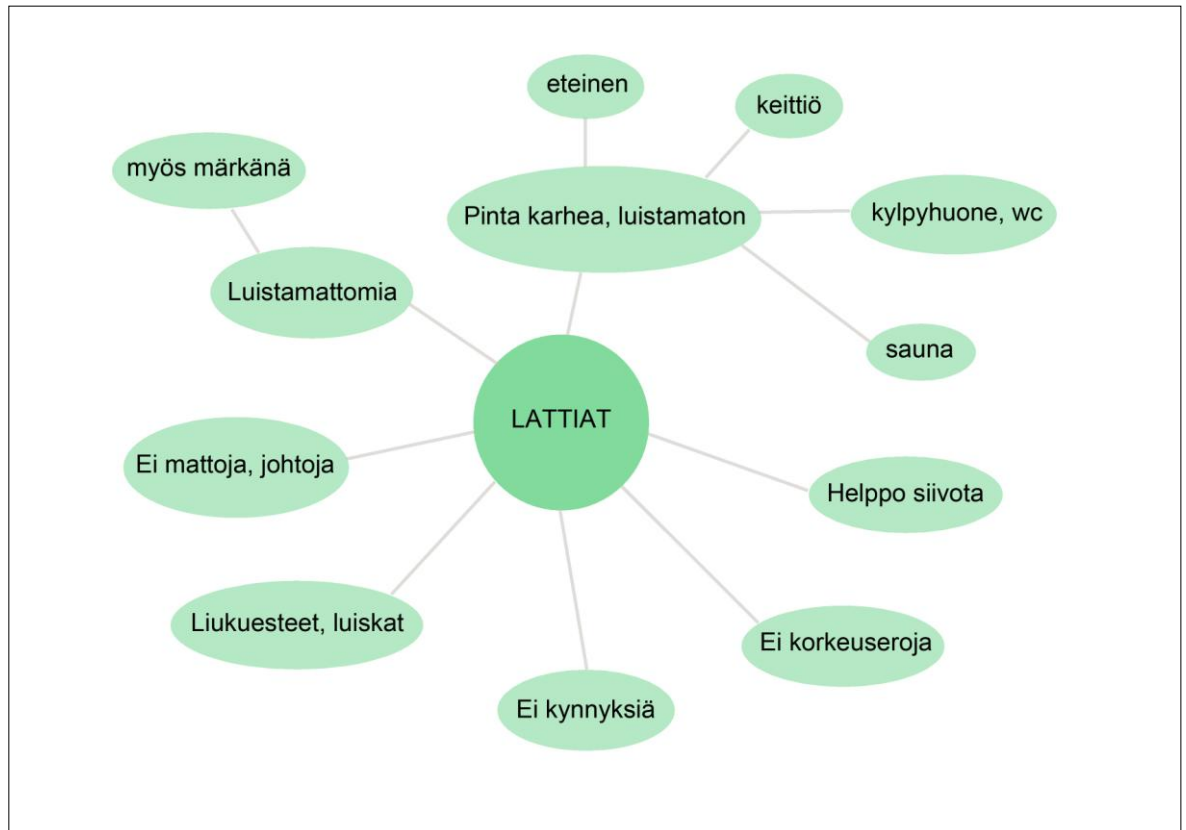 eteinen
keittiö
myös märkänä
Pinta karhea, luistamaton
kylpyhuone, wc
Luistamattomia
sauna
LATTIAT
Ei mattoja, johtoja
Helppo siivota
Liukuesteet, luiskat
Ei korkeuseroja
Ei kynnyksiä